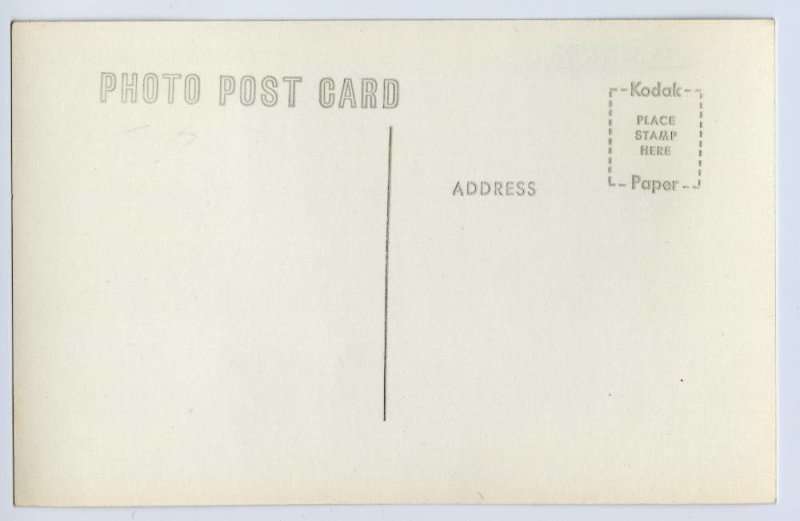 PHOTO POST CARD
Kodak
PLACE
STAMP
HERE
Paper
ADDRESS